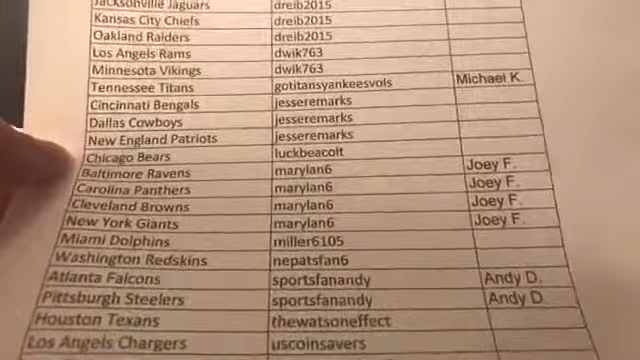 Jacksonville Jaguars dreib2015
Kansas City Chiefs dreib2015
Oakland Raiders dreib2015
Los Angels Rams dwik763
Minnesota Vikings dwik763
Tennessee Titans gotitansyankeesvols Michael K.
Cincinnati Bengals jesseremarks
Dallas Cowboys jesseremarks
New England Patriots jesseremarks
Chicago Bears luckbeacolt
Baltimore Ravens marylan6 Joey F.
Carolina Panthers marylan6 Joey F.
Cleveland Browns marylan6 Joey F.
New York Giants marylan6 Joey F.
Miami Dolphins miller6105
Washington Redskins nepatsfan6
Atlanta Falcons sportsfanandy Andy D.
Pittsburgh Steelers sportsfanandy Andy D.
Houston Texans thewatsoneffect
Los Angels Chargers uscoinsavers